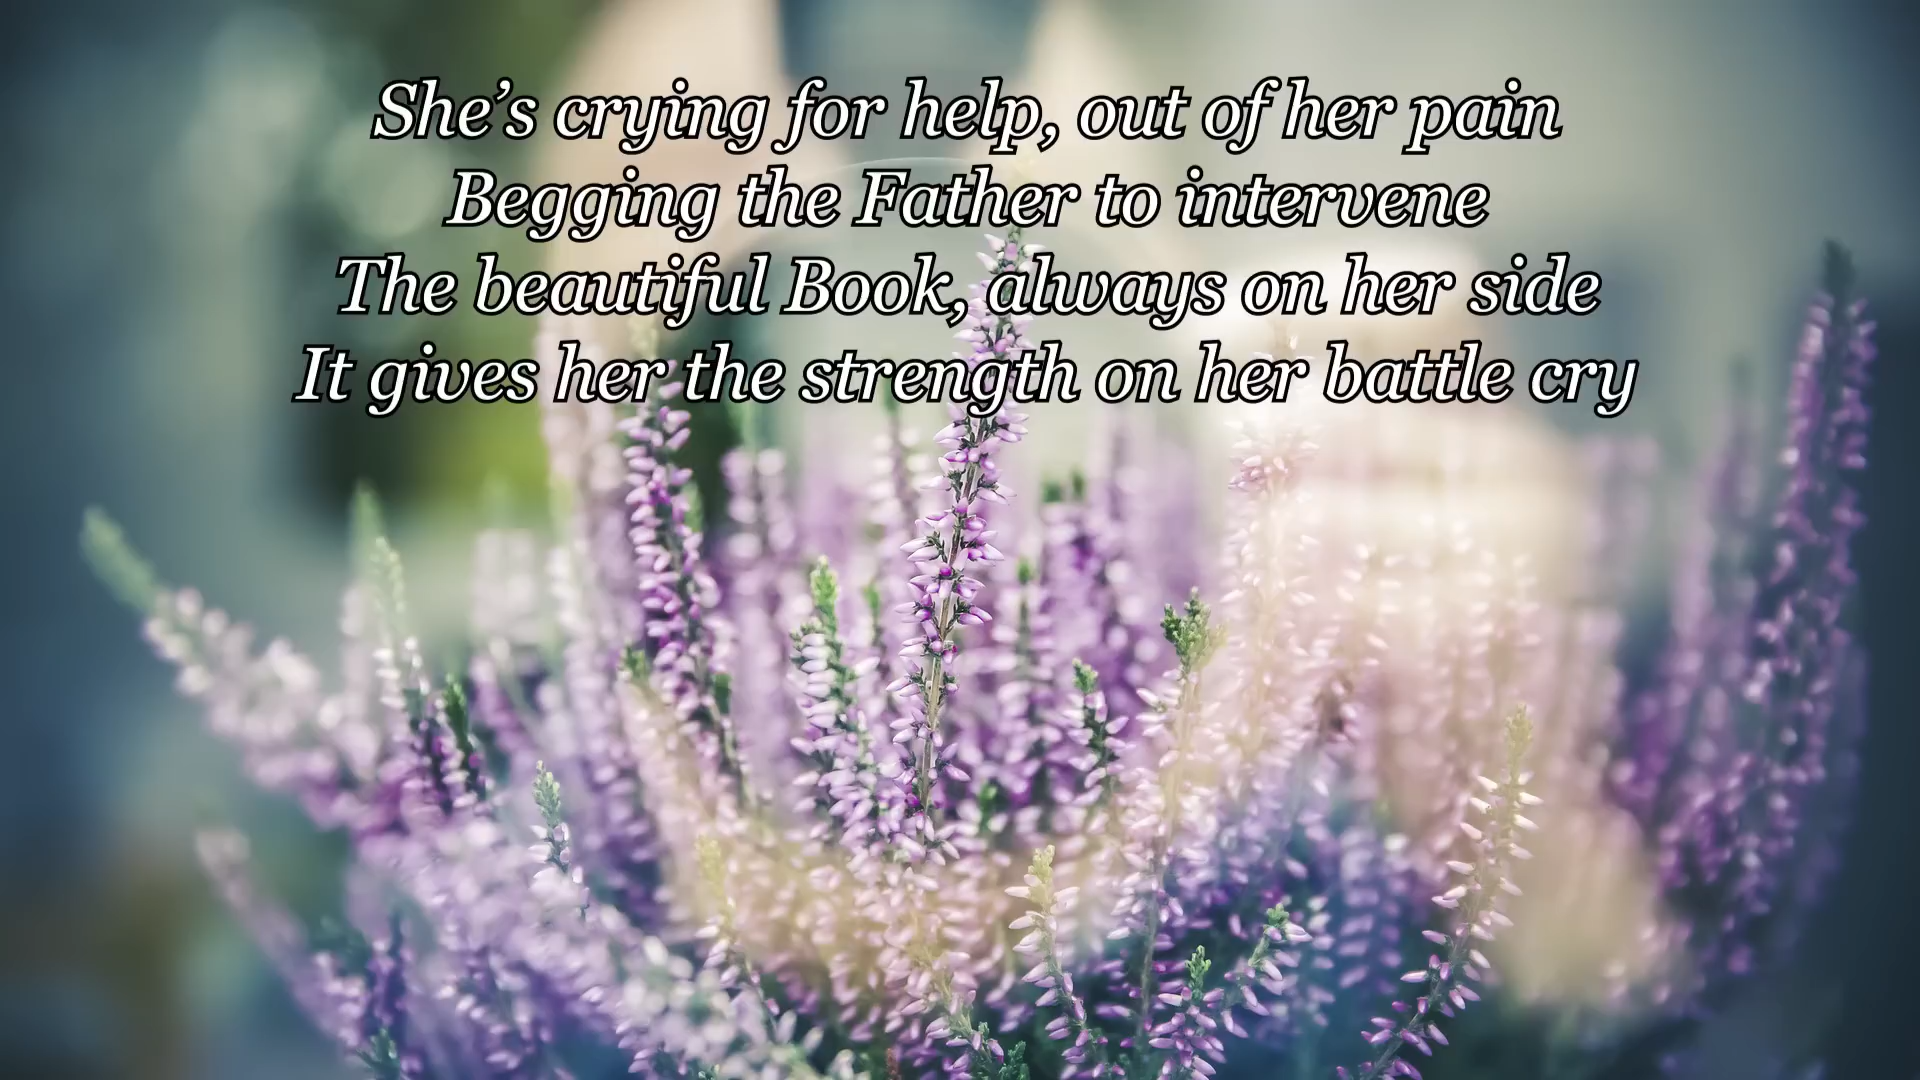 She’s crying for help, out of her pain
Begging the Father to intervene
The beautiful Book, always on her side
It gives her the strength on her battle cry